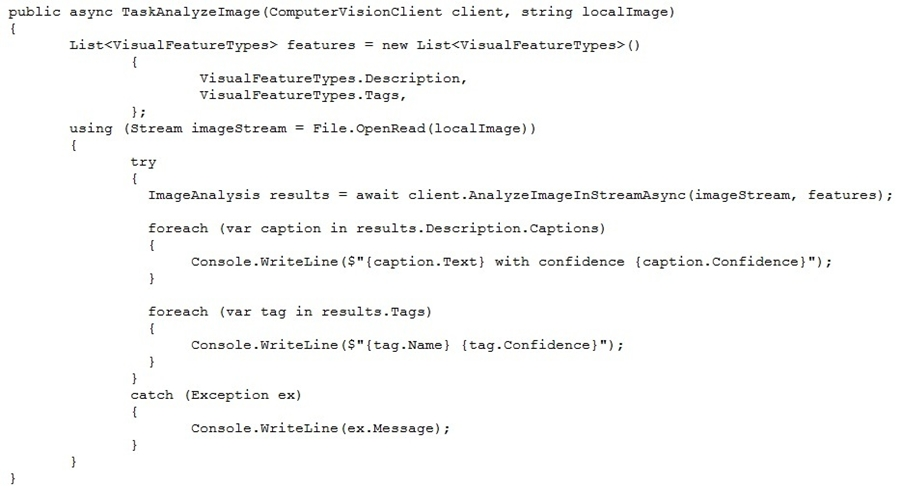 public async TaskAnalyzeImage(ComputerVisionClient client, string localImage)
{
List<VisualFeatureTypes> features = new List<VisualFeatureTypes>()
{
VisualFeatureTypes.Description,
VisualFeatureTypes.Tags,
};
using (Stream imageStream = File.OpenRead(localImage))
{
try
{
ImageAnalysis results = await client.AnalyzeImageInStreamAsync(imageStream, features);
foreach (var caption in results.Description.Captions)
{
Console.WriteLine($"{caption.Text} with confidence {caption.Confidence}");
}
foreach (var tag in results.Tags)
{
Console.WriteLine($"{tag.Name} {tag.Confidence}");
}
}
catch (Exception ex)
{
Console.WriteLine(ex.Message);
}
}
}